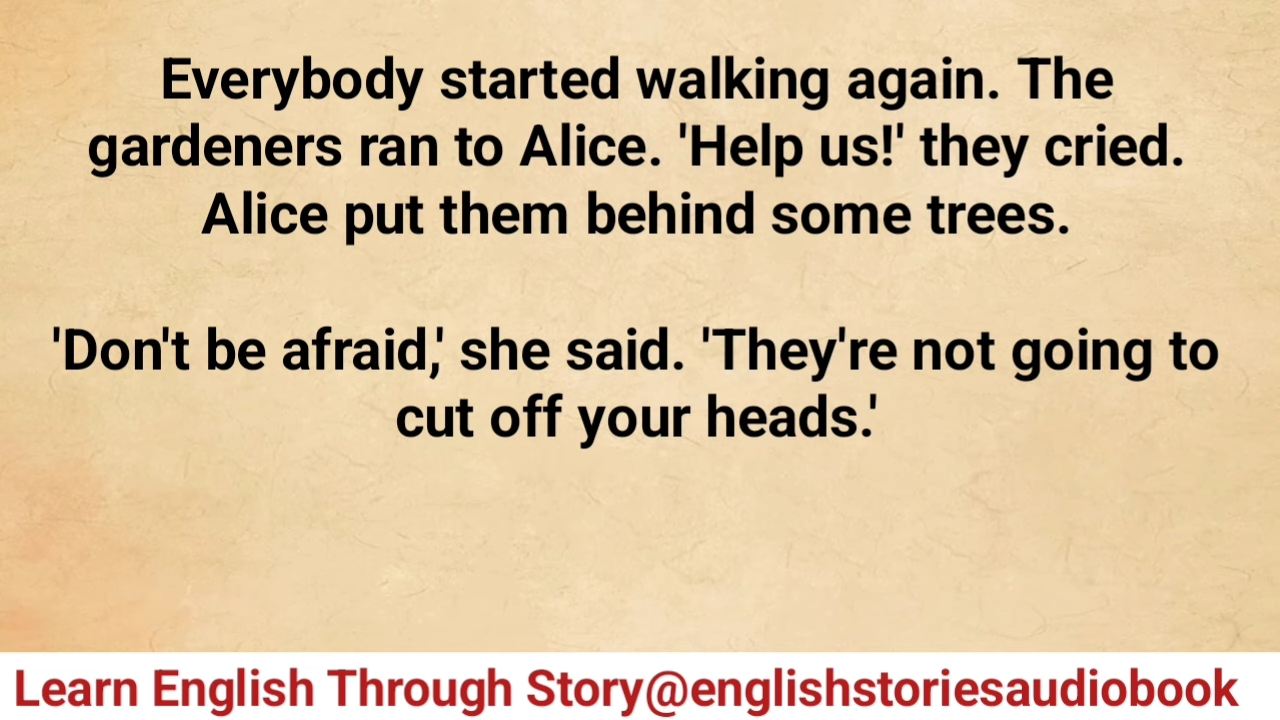 Everybody started walking again. The
gardeners ran to Alice. 'Help us!' they cried.
Alice put them behind some trees.
'Don't be afraid,' she said. 'They're not going to
cut off your heads.'
Learn English Through Story@englishstoriesaudiobook